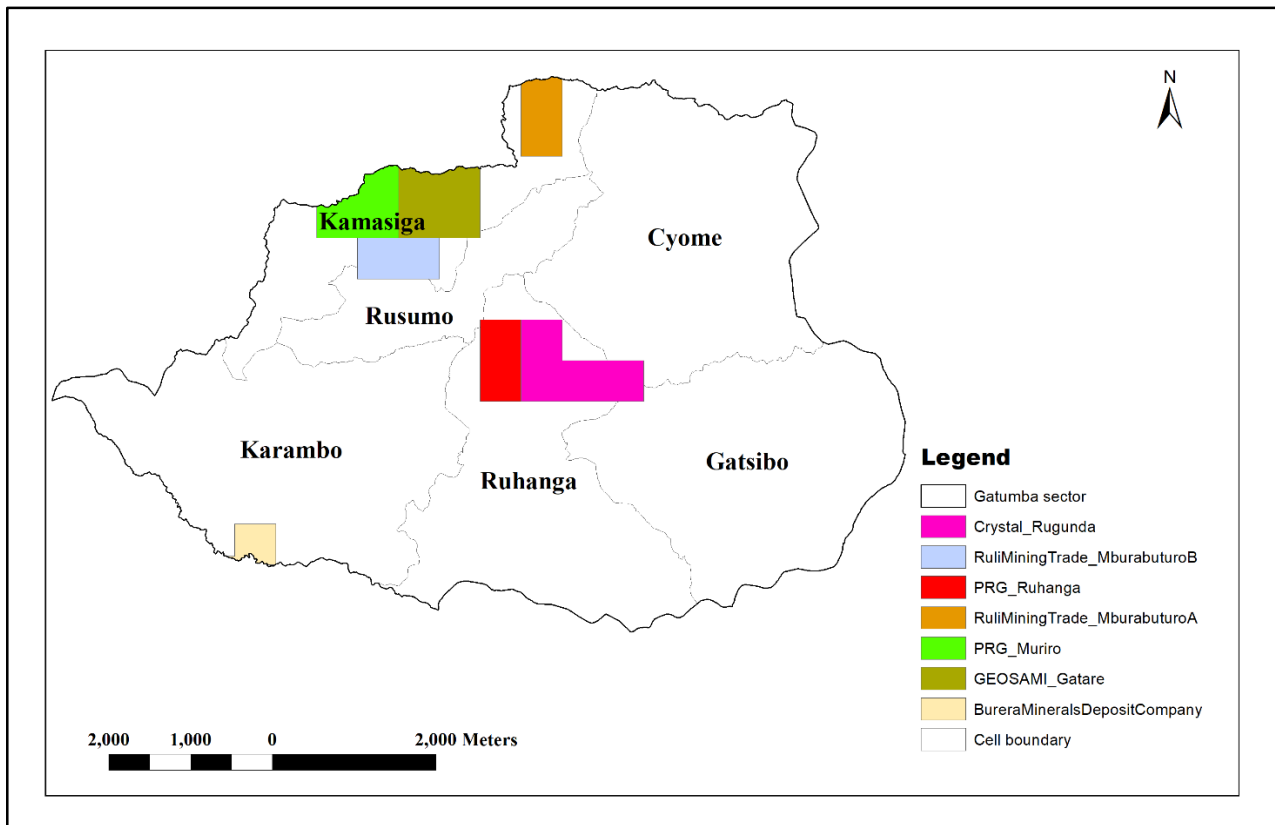 N
Kamasiga
Cyome
Rusumo
Karambo
Ruhanga
Gatsibo
Legend
Gatumba sector
Crystal_Rugunda
RuliMiningTrade_MburabuturoB
PRG_Ruhanga
RuliMiningTrade_MburabuturoA
PRG_Muriro
GEOSAMI_Gatare
BureraMineralsDepositCompany
Cell boundary
2,000 1,000 0 2,000 Meters